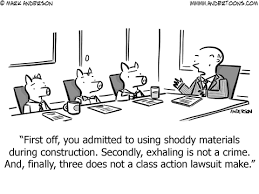 © MARK ANDERSON
WWW.ANDERTOONS.COM
ANDERSON
"First off, you admitted to using shoddy materials
during construction. Secondly, exhaling is not a crime.
And, finally, three does not a class action lawsuit make."